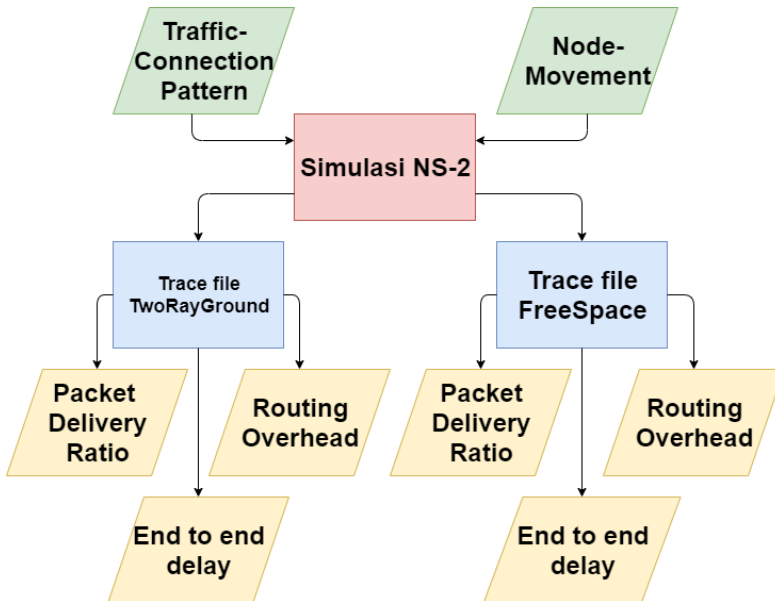 Traffic-
Connection
Pattern
Node-
Movement
Simulasi NS-2
Trace file
TwoRayGround
Trace file
FreeSpace
Packet
Delivery
Ratio
Routing
Overhead
Packet
Delivery
Ratio
Routing
Overhead
End to end
delay
End to end
delay